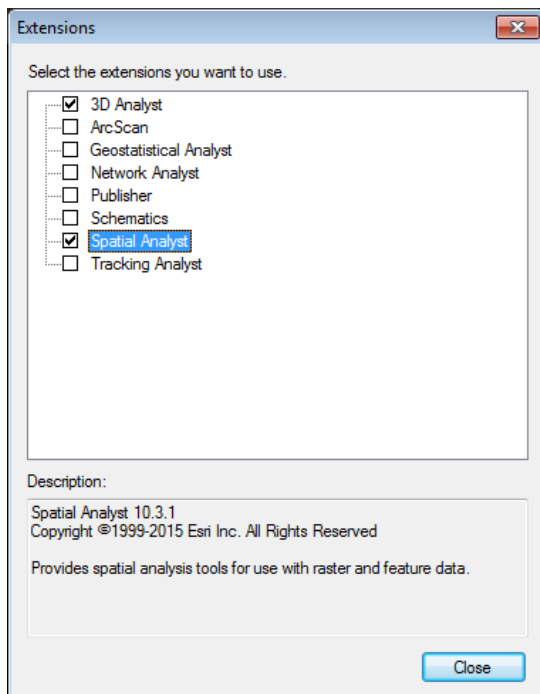 Extensions
Select the extensions you want to use.
3D Analyst
ArcScan
Geostatistical Analyst
Network Analyst
Publisher
Schematics
Spatial Analyst
Tracking Analyst
Description:
Spatial Analyst 10.3.1
Copyright ©1999-2015 Esri Inc. All Rights Reserved
Provides spatial analysis tools for use with raster and feature data.
Close